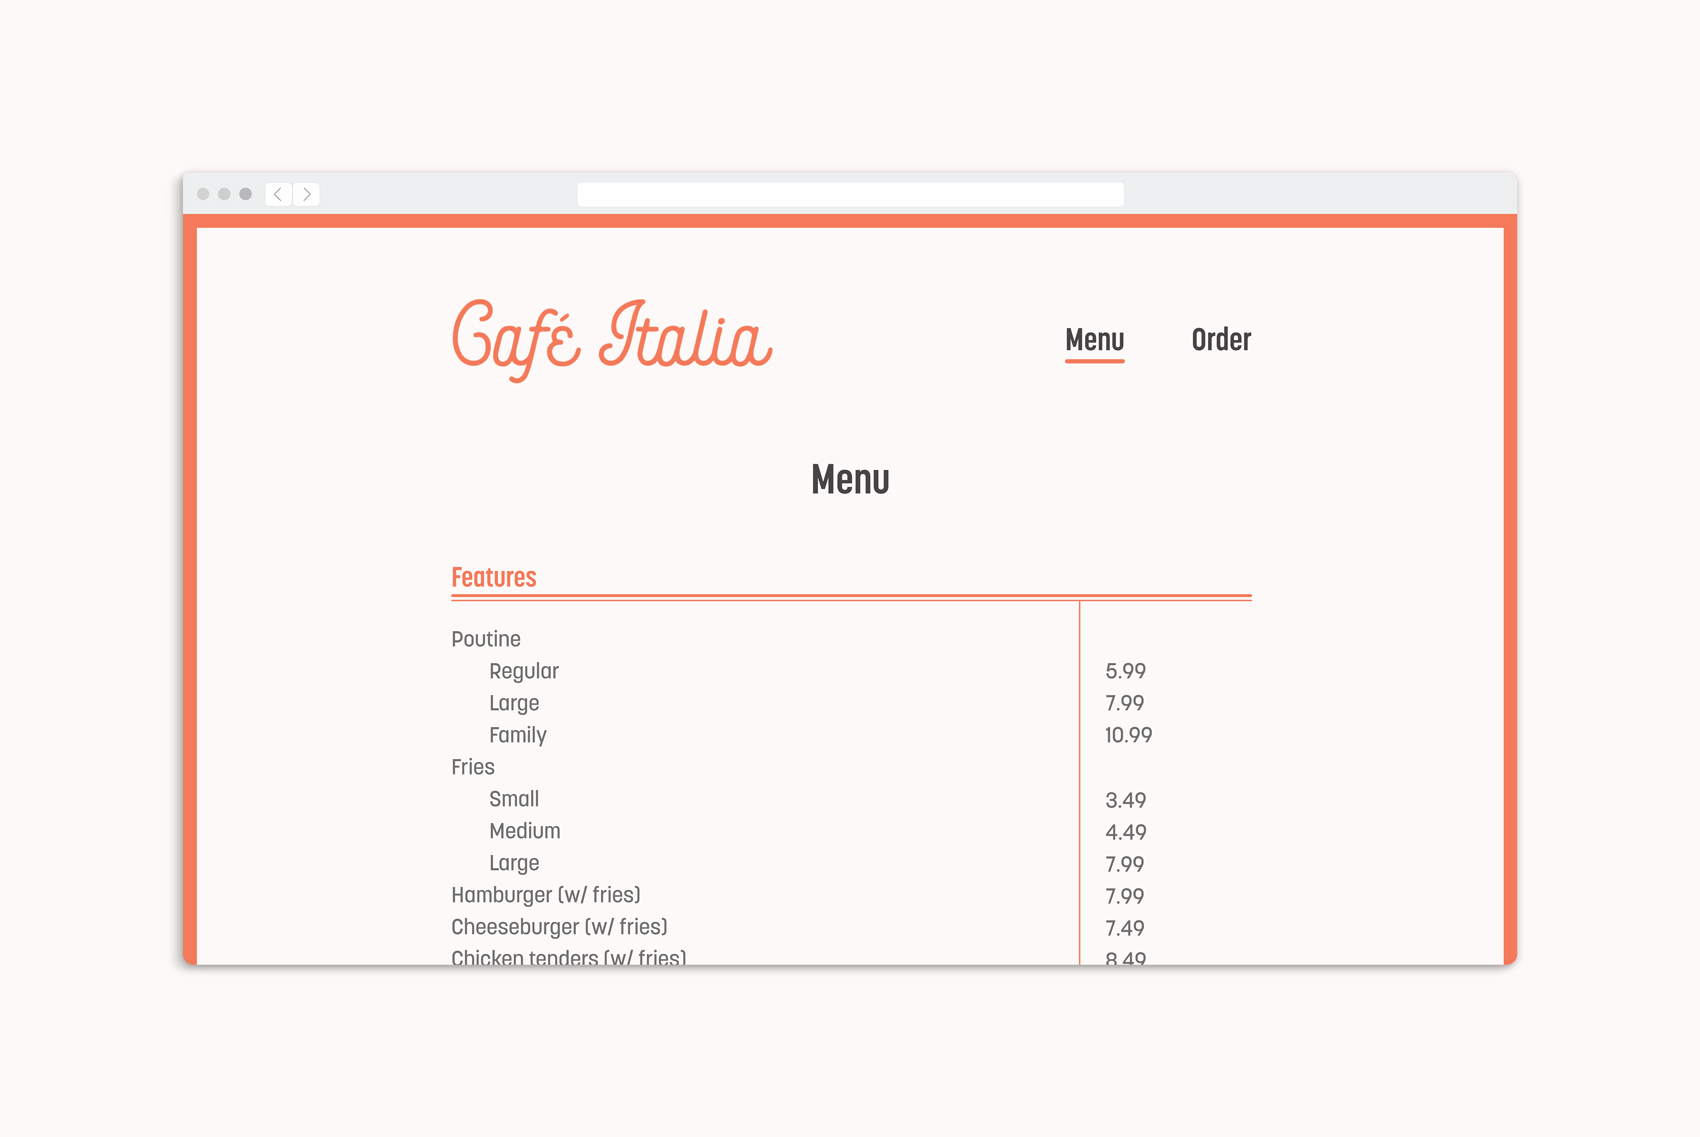 Café Italia
Menu
Order
Menu
Features
Poutine
Regular 5.99
Large 7.99
Family 10.99
Fries
Small 3.49
Medium 4.49
Large 7.99
Hamburger (w/ fries) 7.99
Cheeseburger (w/ fries) 7.49
Chicken tenders (w/ fries) 8.49